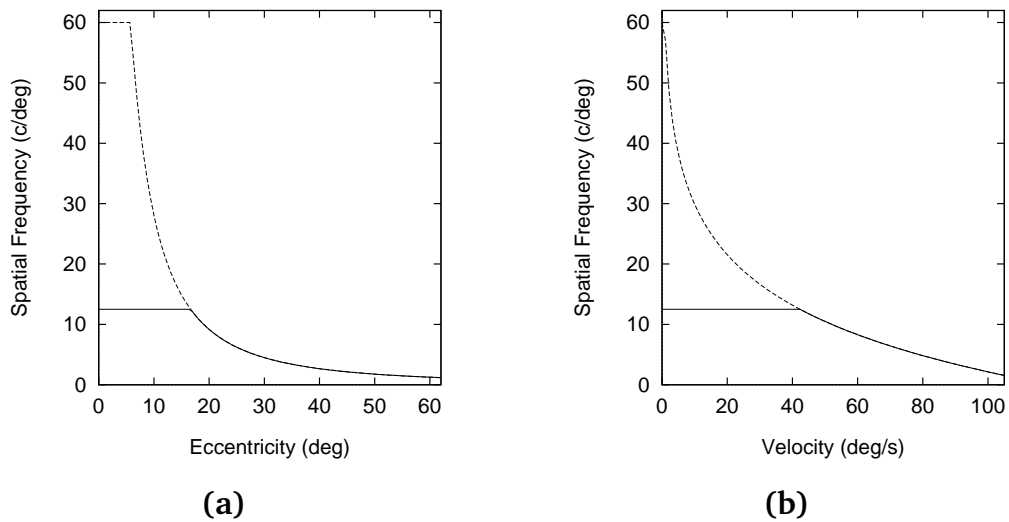 60
50
40
30
20
10
0
0 10 20 30 40 50 60
Spatial Frequency (c/deg)
Eccentricity (deg)
(a)
60
50
40
30
20
10
0
0 20 40 60 80 100
Spatial Frequency (c/deg)
Velocity (deg/s)
(b)